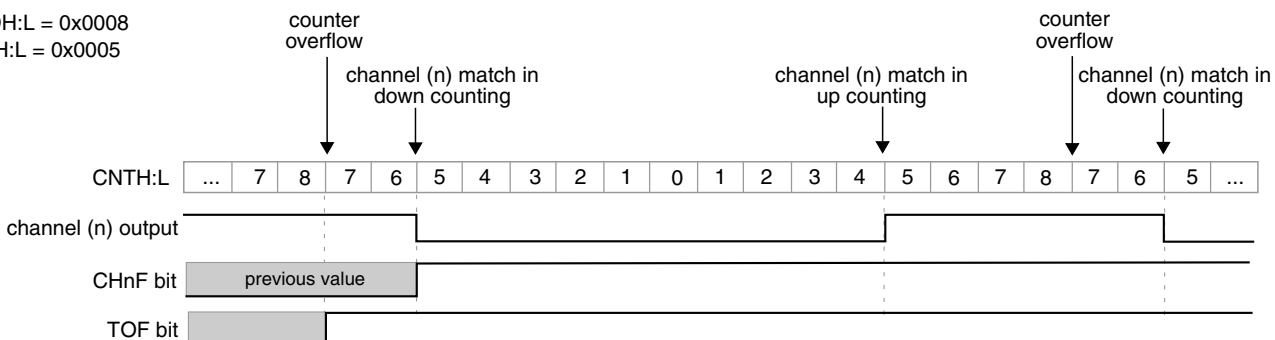 H:L = 0x0008
H:L = 0x0005
counter
overflow
channel (n) match in
down counting
channel (n) match in
up counting
counter
overflow
channel (n) match in
down counting
CNTH:L ... 7 8 7 6 5 4 3 2 1 0 1 2 3 4 5 6 7 8 7 6 5 ...
channel (n) output
CHnF bit previous value
TOF bit